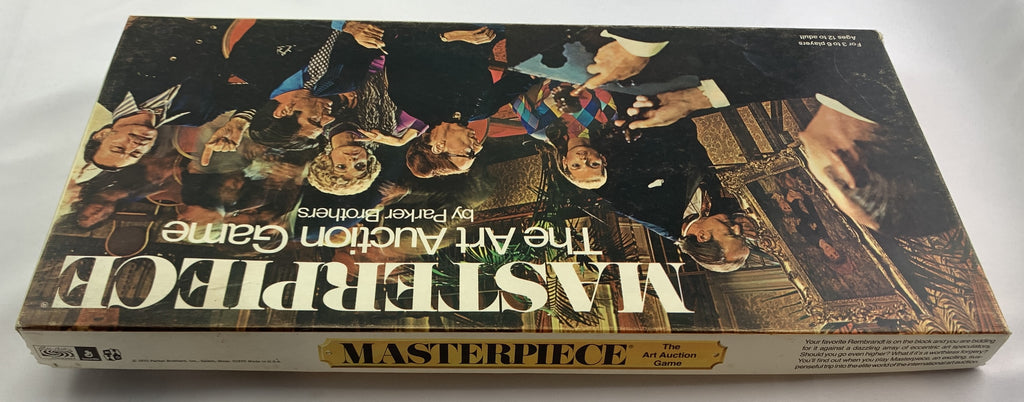 MASTERPIECE
The Art Auction Game
by Parker Brothers
For 3 to 6 players
Ages 12 to adult
MASTERPIECE®
The
Art Auction
Game
Your favorite Rembrandt is on the block and you are bidding
for it against a dazzling array of eccentric art speculators.
Should you go even higher? What if it's a worthless forgery?
You'll find out when you play Masterpiece, an exciting, sus-
penseful trip into the elite world of the international art auction.